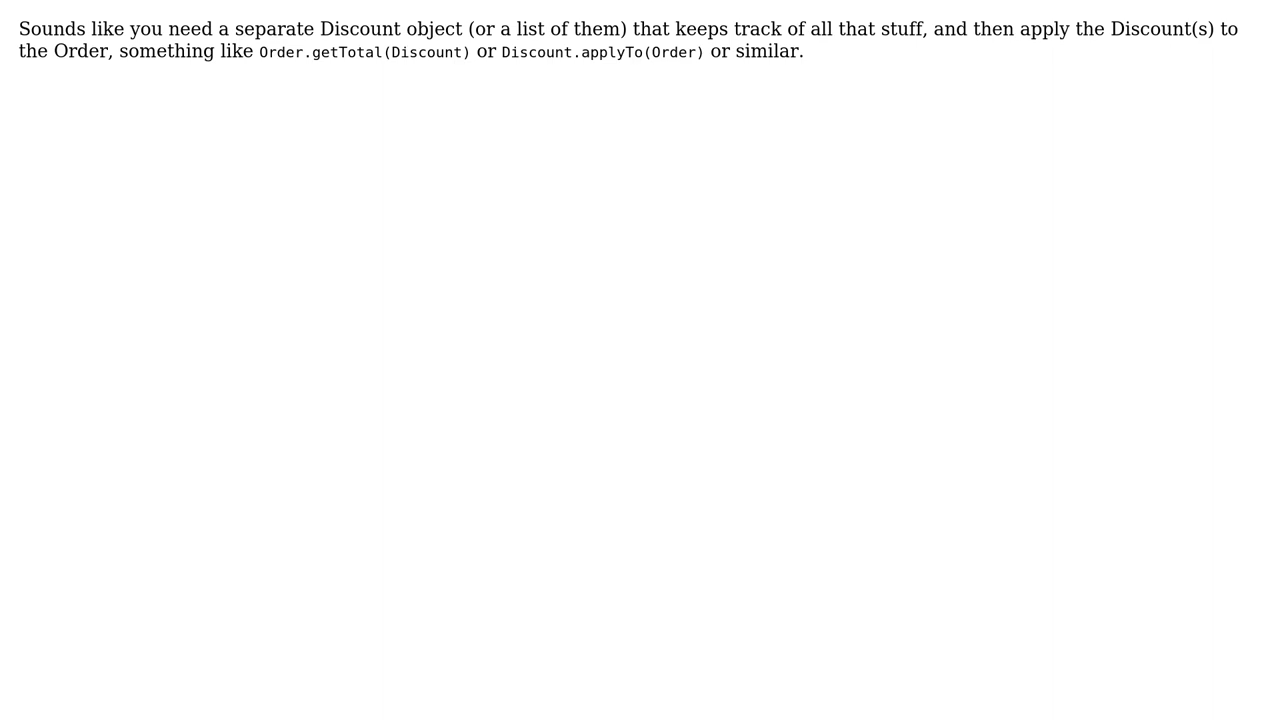 Sounds like you need a separate Discount object (or a list of them) that keeps track of all that stuff, and then apply the Discount(s) to
the Order, something like Order.getTotal(Discount) or Discount.applyTo(Order) or similar.